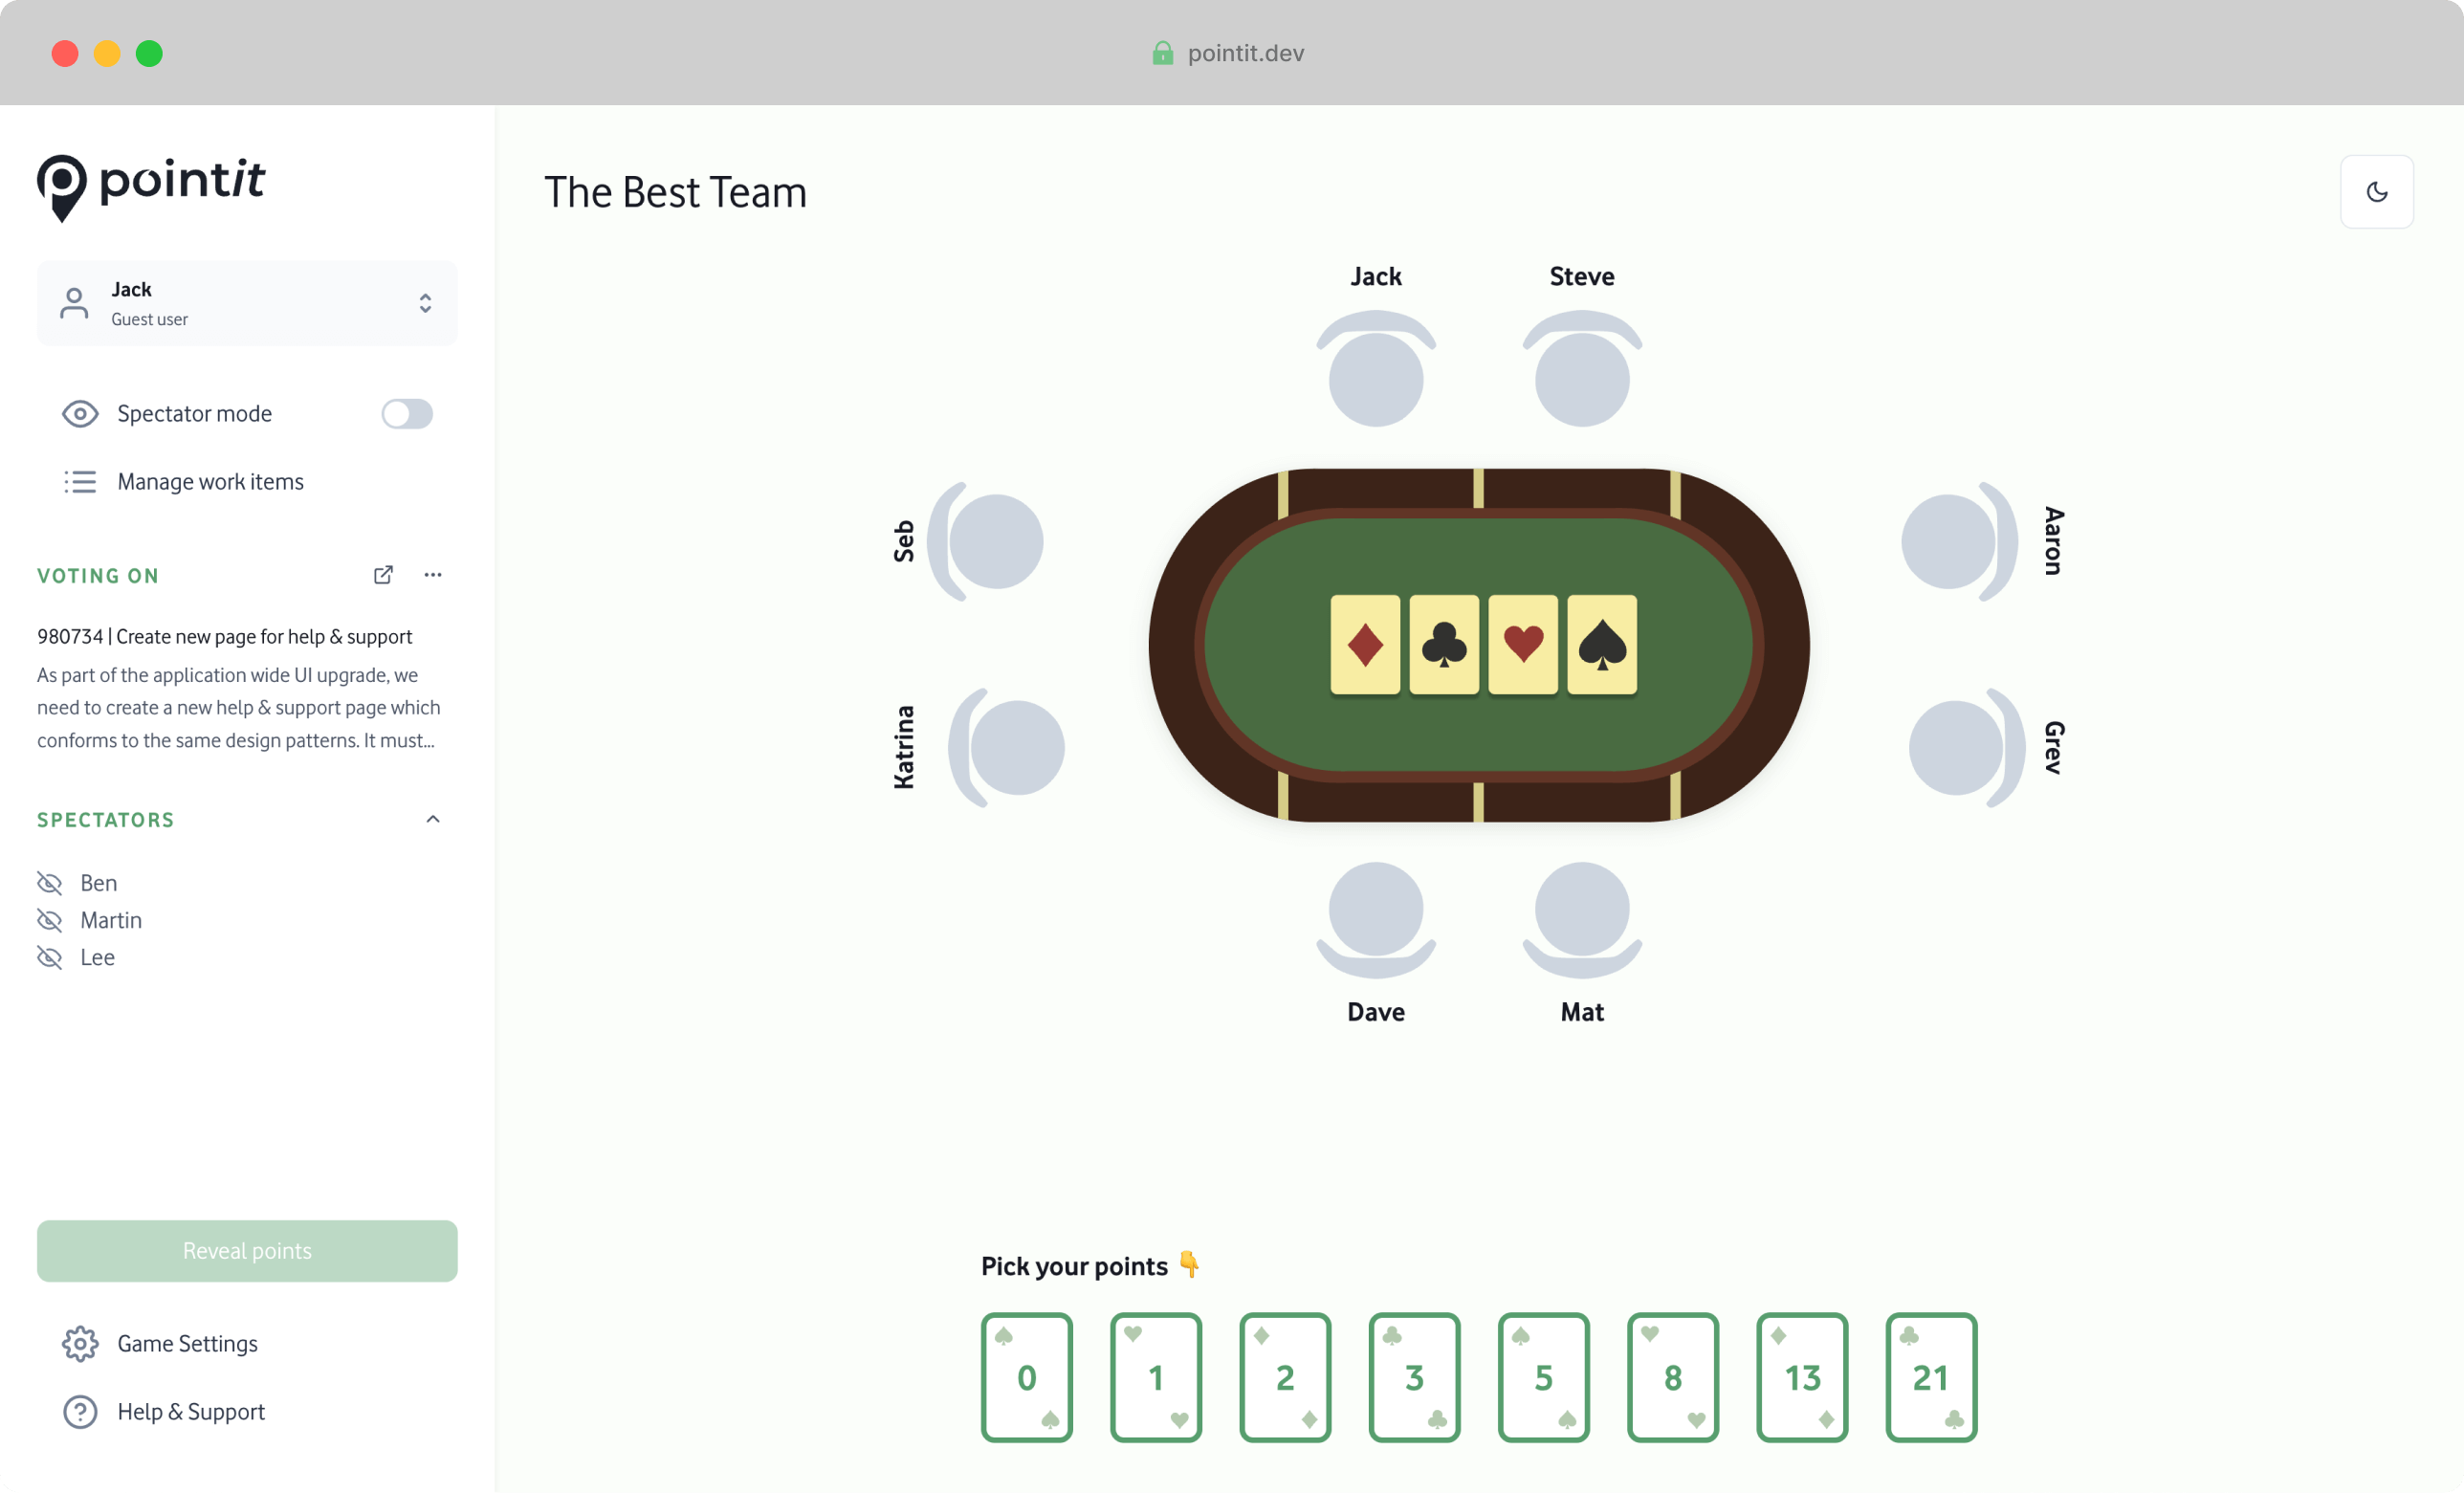 pointit.dev
pointit
Jack
Guest user
Spectator mode
Manage work items
VOTING ON
980734 | Create new page for help & support
As part of the application wide UI upgrade, we
need to create a new help & support page which
conforms to the same design patterns. It must...
SPECTATORS
Ben
Martin
Lee
Reveal points
Game Settings
Help & Support
The Best Team
Jack
Steve
Seb
Aaron
Katrina
Grev
Dave
Mat
Pick your points 👇
0 1 2 3 5 8 13 21